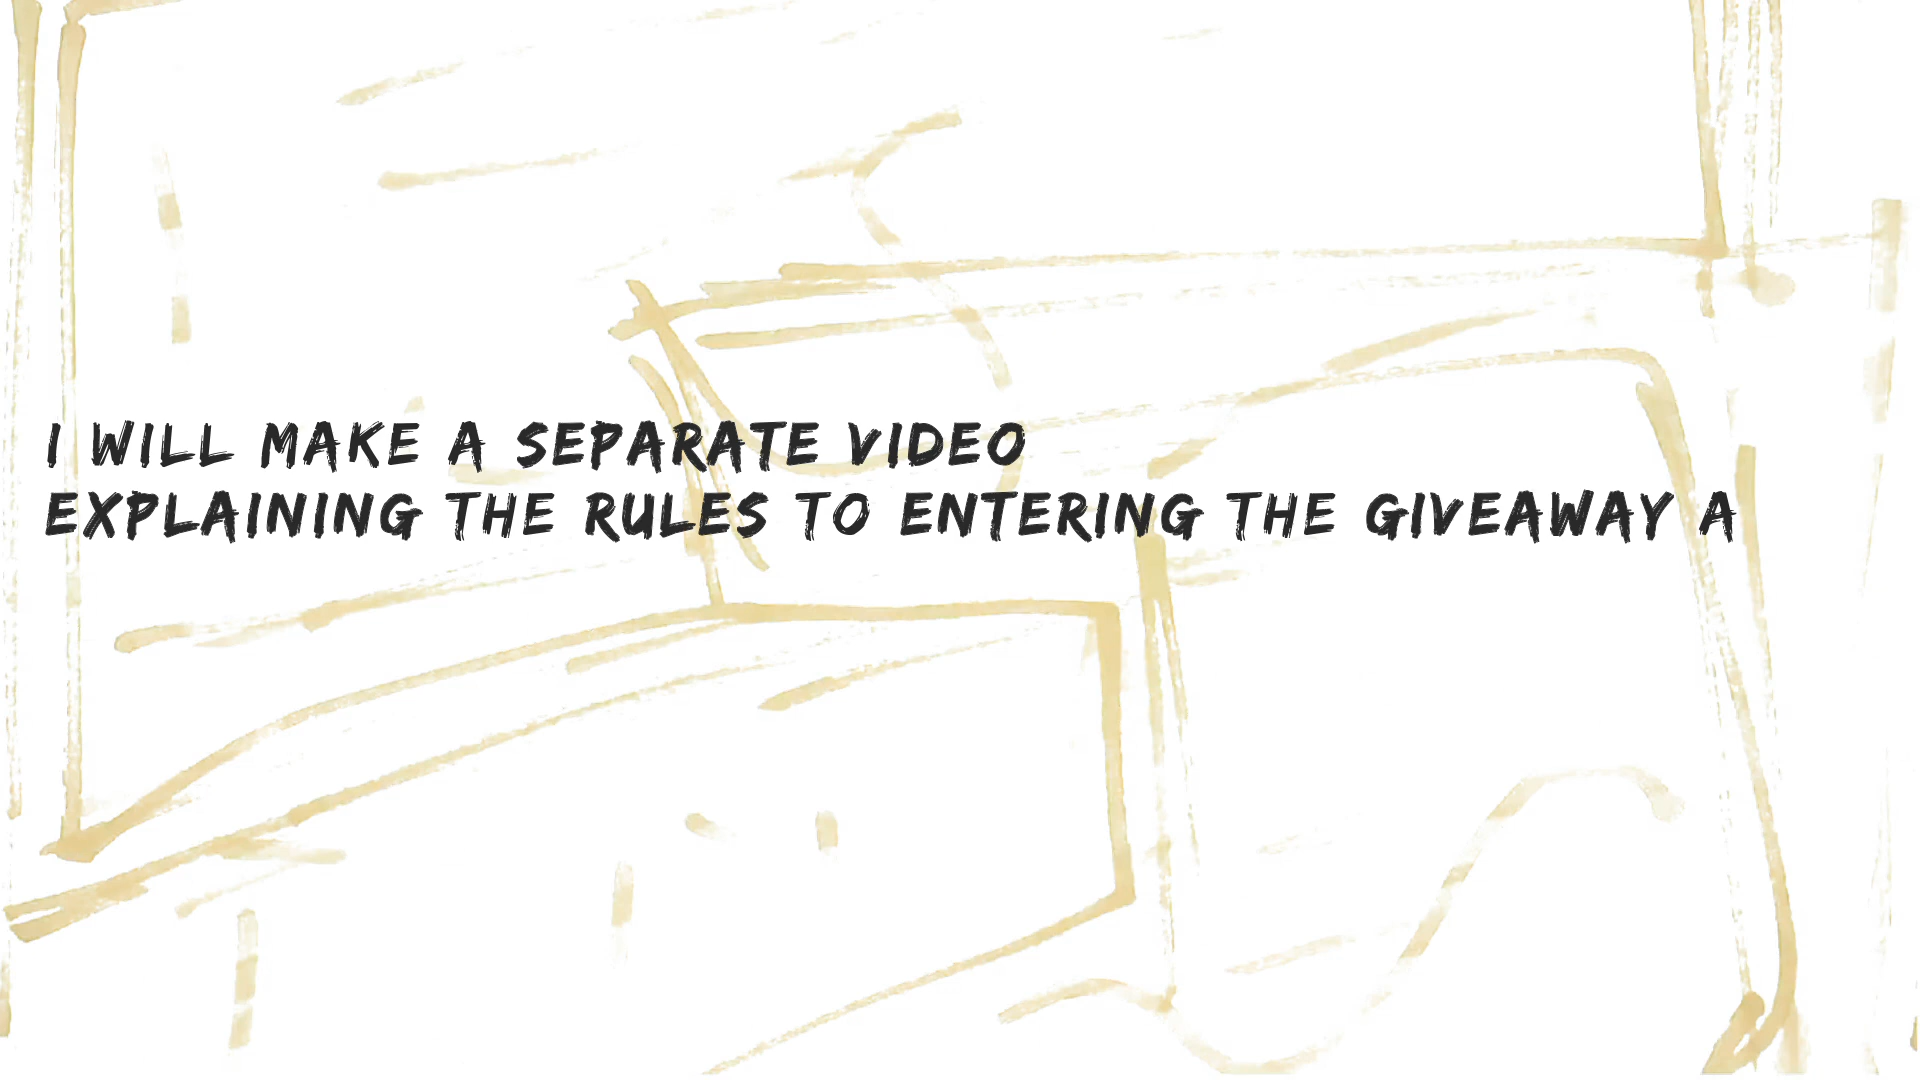 I WILL MAKE A SEPARATE VIDEO
EXPLAINING THE RULES TO ENTERING THE GIVEAWAY A